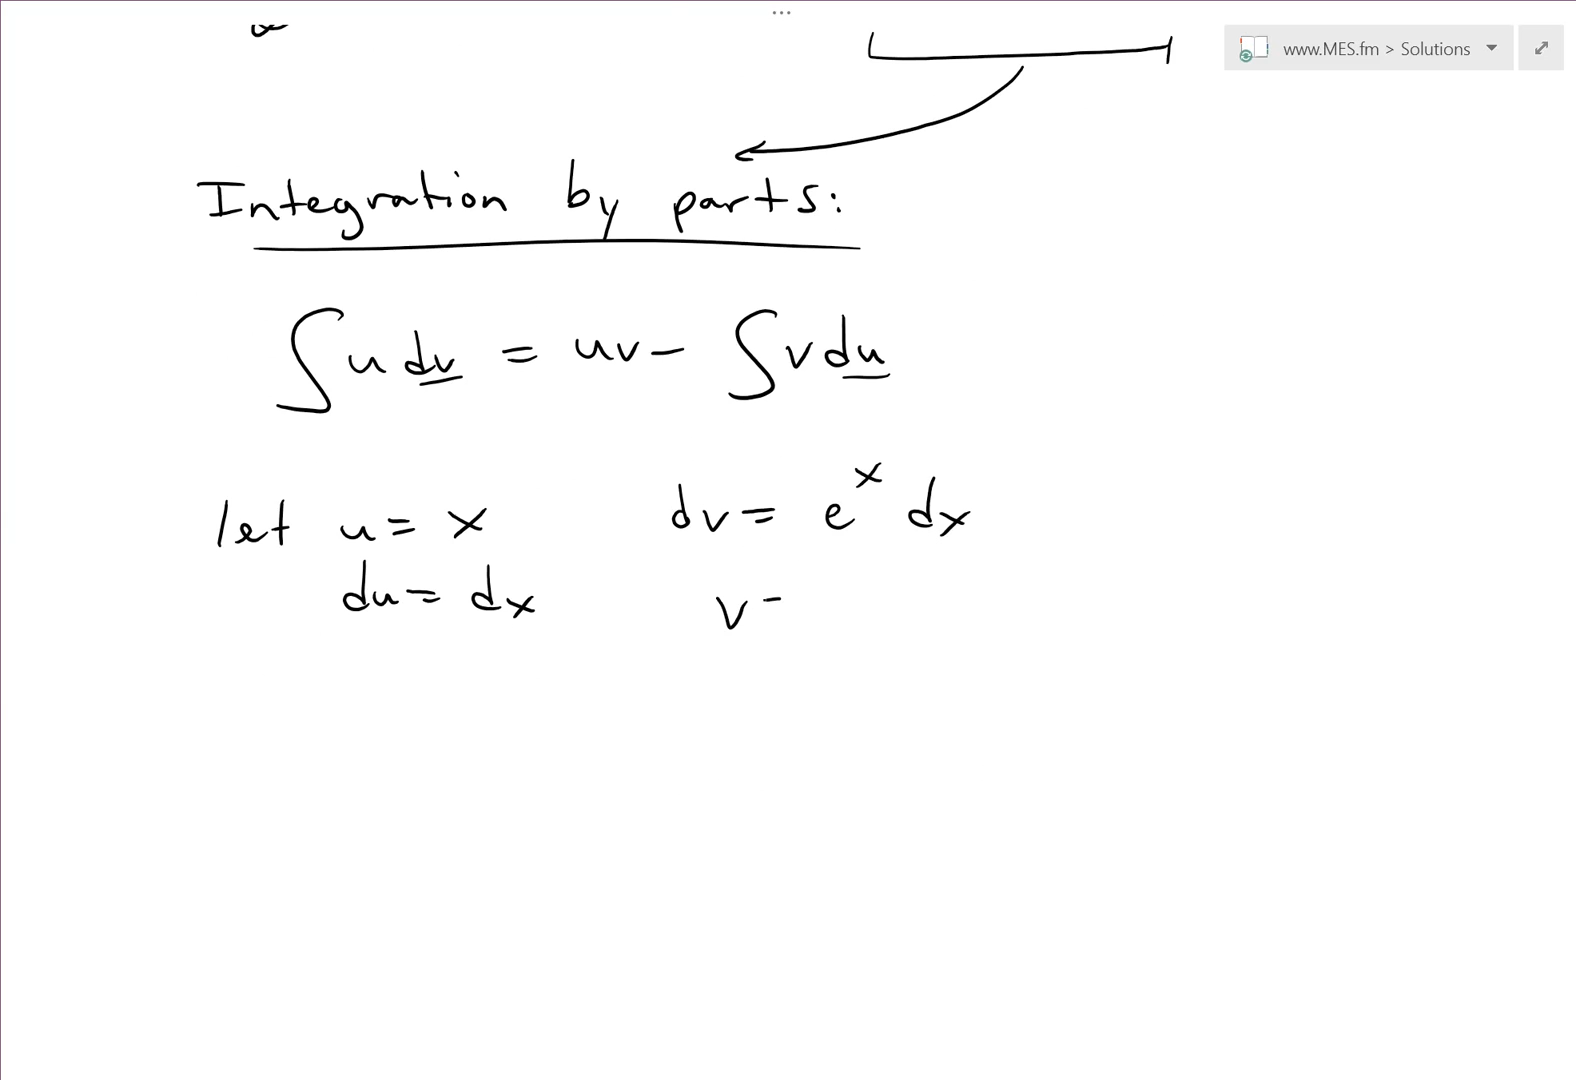 www.MES.fm > Solutions
Integration by parts:
∫ u dv = uv - ∫ v du
let u = x dv = e^x dx
du = dx v -